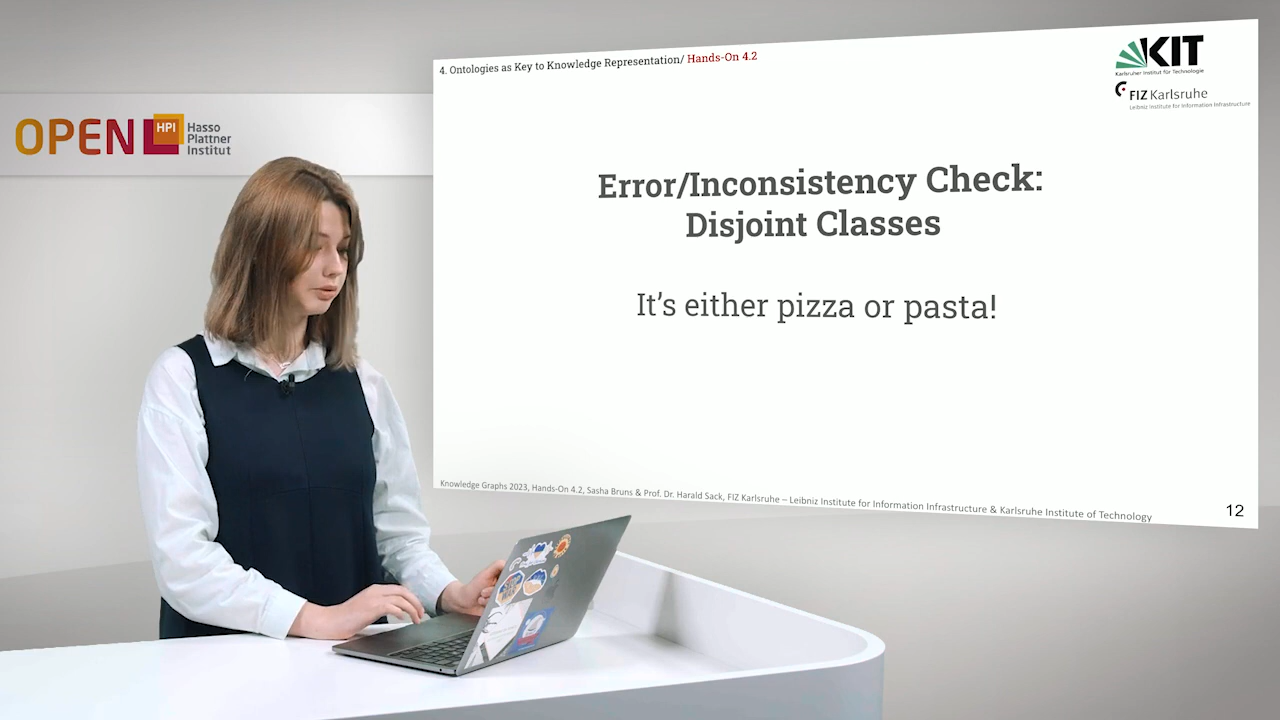 4. Ontologies as Key to Knowledge Representation/ Hands-On 4.2
KIT
Karlsruher Institut für Technologie
FIZ Karlsruhe
Leibniz Institute for Information Infrastructure
OPEN HPI Hasso
Plattner
Institut
Error/Inconsistency Check:
Disjoint Classes
It's either pizza or pasta!
Knowledge Graphs 2023, Hands-On 4.2, Sasha Bruns & Prof. Dr. Harald Sack, FIZ Karlsruhe – Leibniz Institute for Information Infrastructure & Karlsruhe Institute of Technology
12